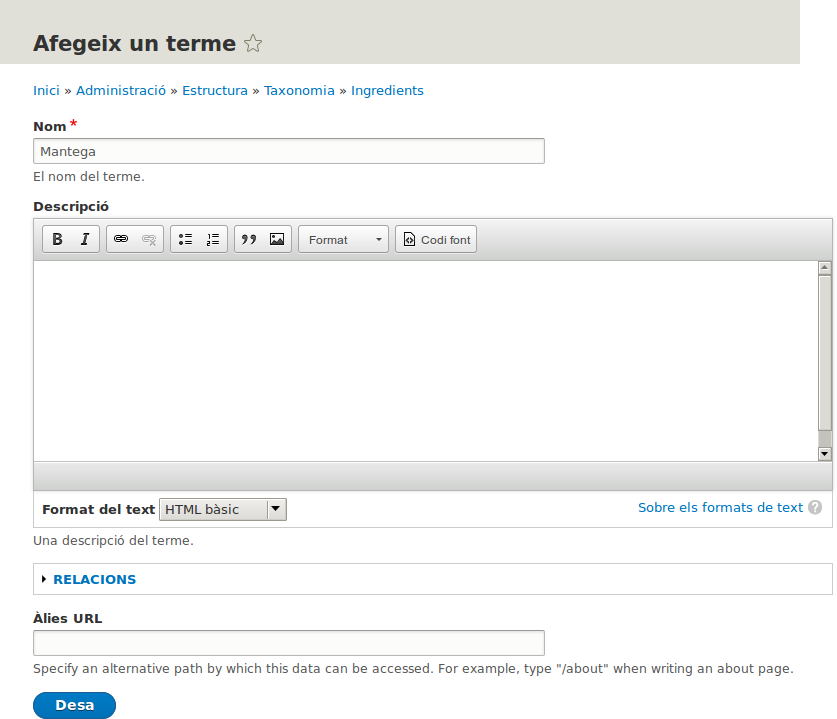 Afegeix un terme
Inici » Administració » Estructura » Taxonomia » Ingredients
Nom *
Mantega
El nom del terme.
Descripció
B I Format Codi font
Format del text HTML bàsic Sobre els formats de text ?
Una descripció del terme.
RELACIONS
Àlies URL
Specify an alternative path by which this data can be accessed. For example, type "/about" when writing an about page.
Desa